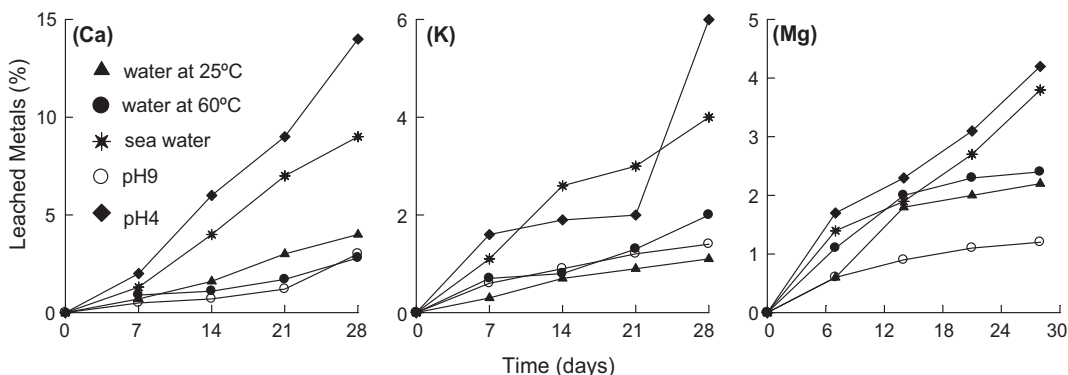 (Ca)
water at 25ºC
water at 60ºC
sea water
pH9
pH4
Leached Metals (%)
15
10
5
0
0 7 14 21 28
(K)
6
4
2
0
0 7 14 21 28
(Mg)
5
4
3
2
1
0
0 6 12 18 24 30
Time (days)